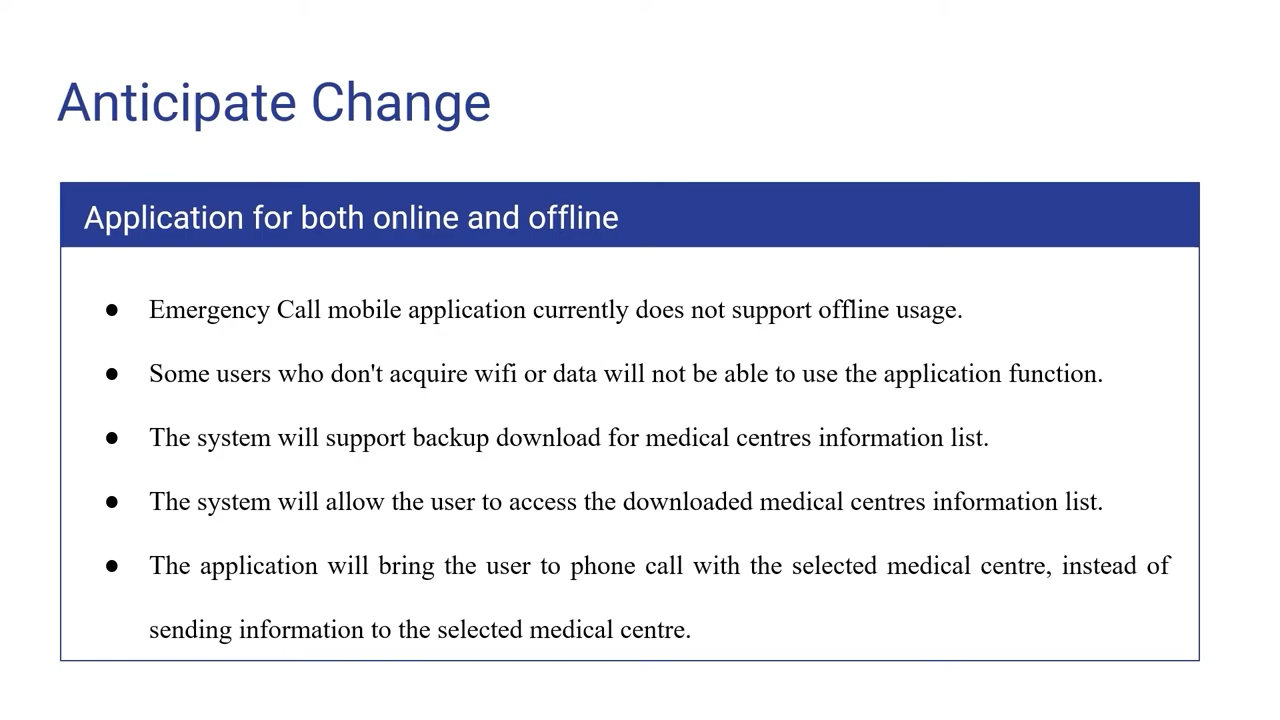 Anticipate Change
Application for both online and offline
● Emergency Call mobile application currently does not support offline usage.
● Some users who don't acquire wifi or data will not be able to use the application function.
● The system will support backup download for medical centres information list.
● The system will allow the user to access the downloaded medical centres information list.
● The application will bring the user to phone call with the selected medical centre, instead of
sending information to the selected medical centre.